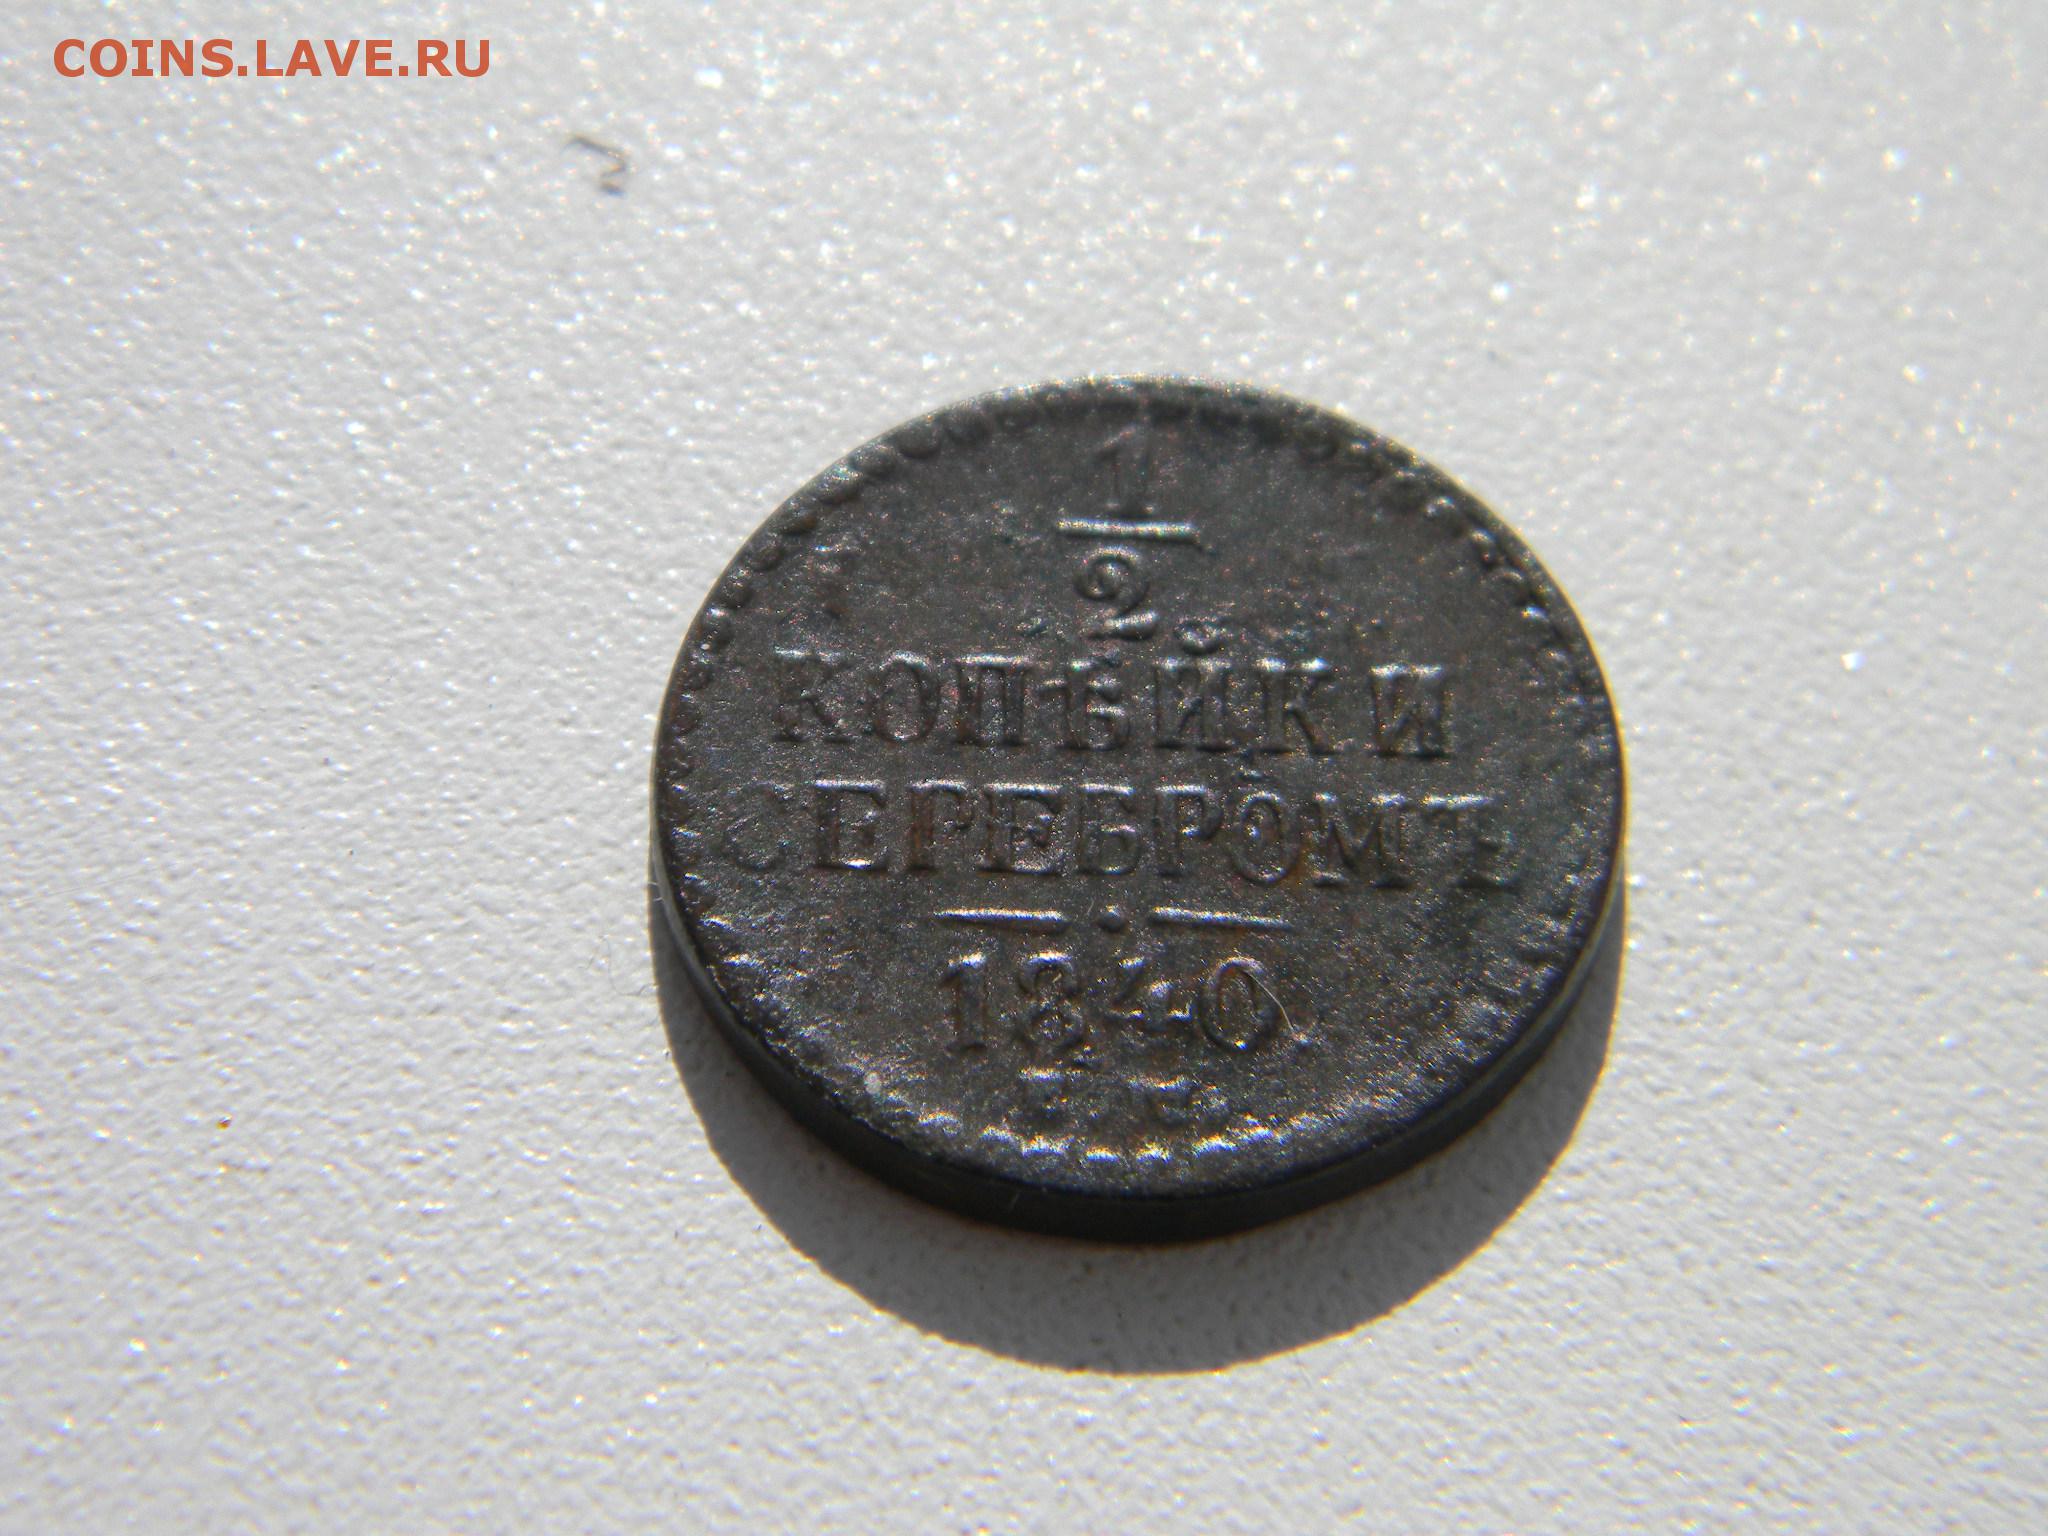 COINS.LAVE.RU
1
2
КОПѢЙКИ
СЕРЕБРОМЪ
1840.